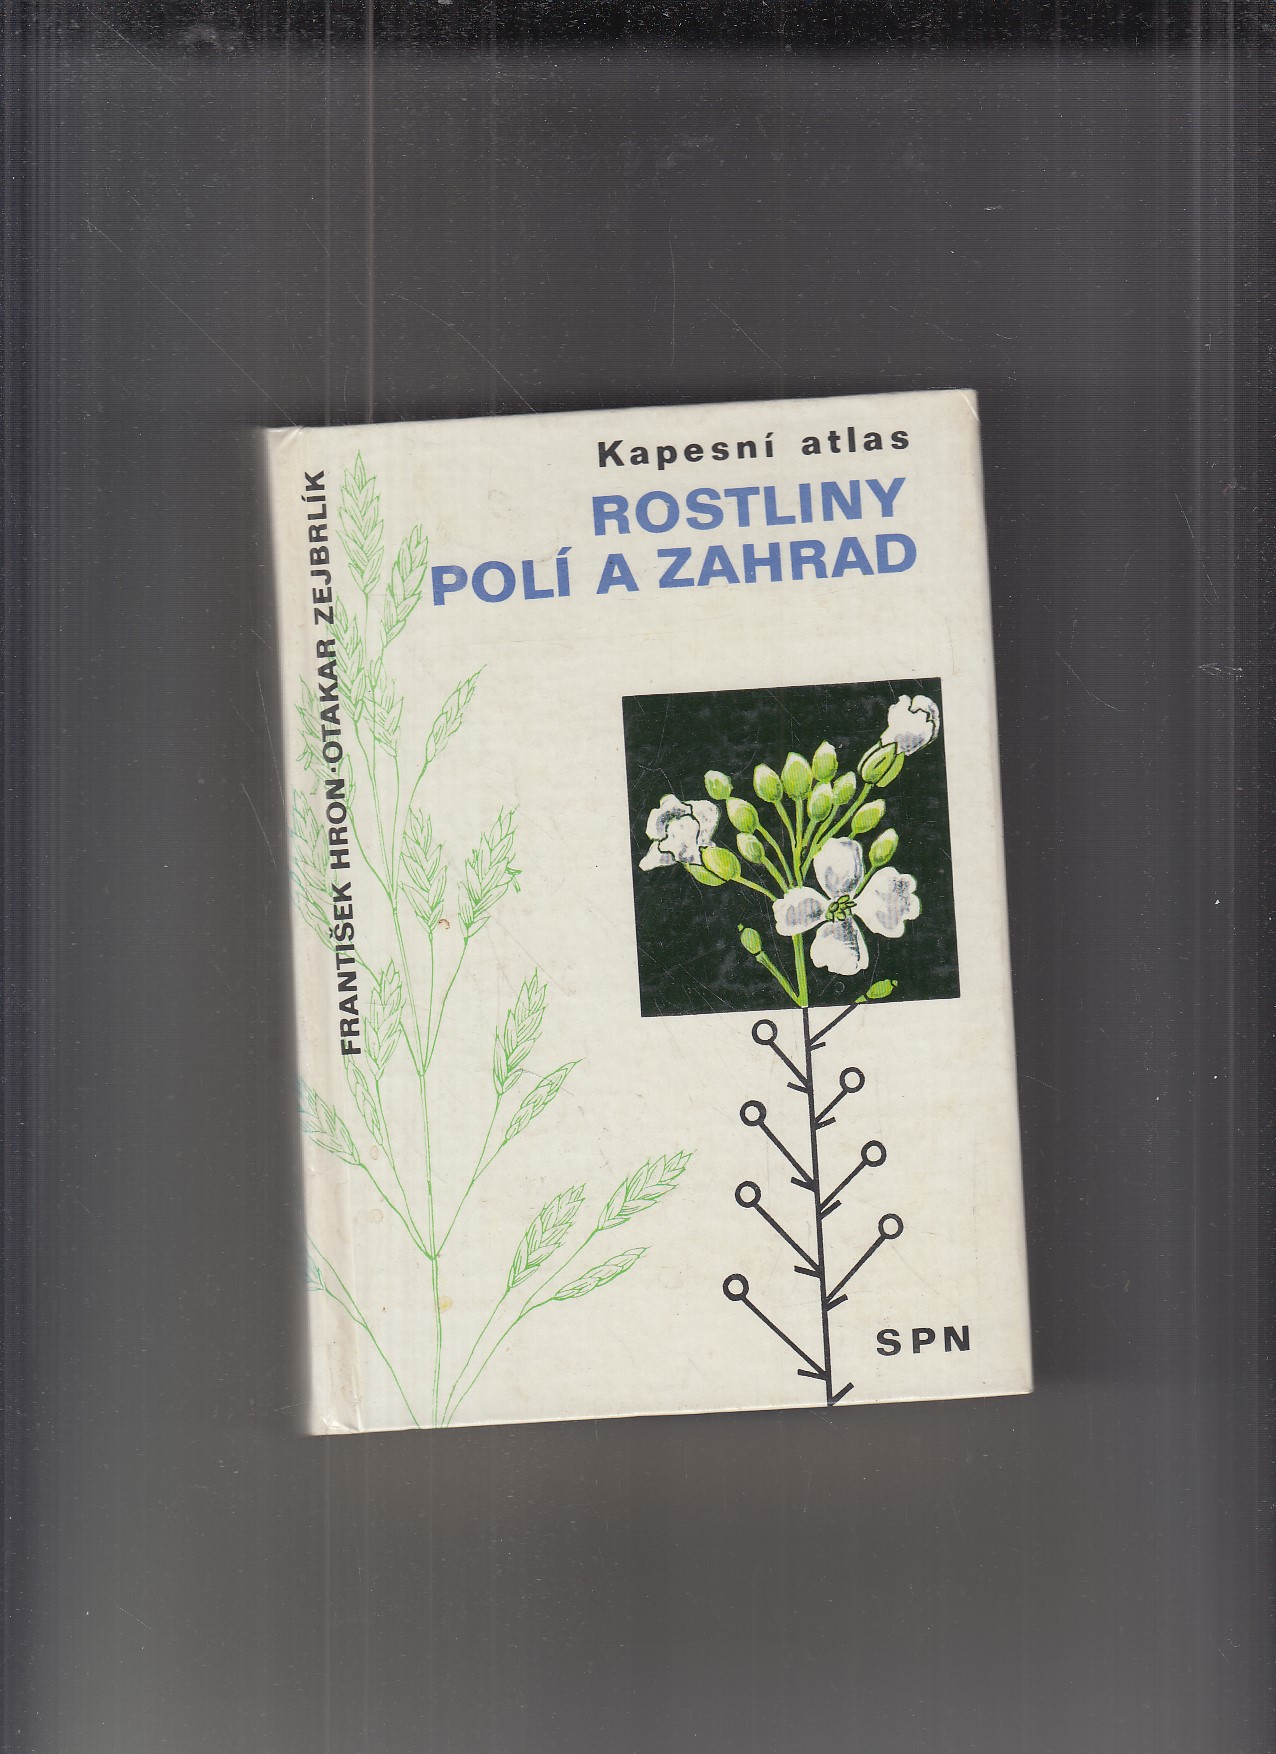 Kapesní atlas
ROSTLINY
POLÍ A ZAHRAD
FRANTIŠEK HRON·OTAKAR ZEJBRLÍK
SPN